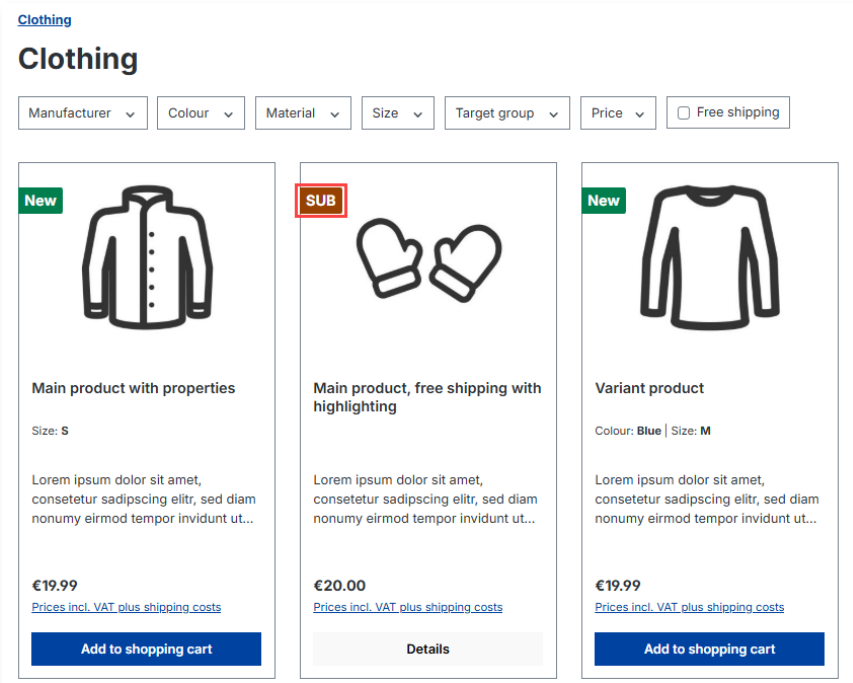 Clothing
Clothing
Manufacturer
Colour
Material
Size
Target group
Price
Free shipping
New
Main product with properties
Size: S
Lorem ipsum dolor sit amet,
consetetur sadipscing elitr, sed diam
nonumy eirmod tempor invidunt ut...
€19.99
Prices incl. VAT plus shipping costs
Add to shopping cart
SUB
Main product, free shipping with
highlighting
Lorem ipsum dolor sit amet,
consetetur sadipscing elitr, sed diam
nonumy eirmod tempor invidunt ut...
€20.00
Prices incl. VAT plus shipping costs
Details
New
Variant product
Colour: Blue | Size: M
Lorem ipsum dolor sit amet,
consetetur sadipscing elitr, sed diam
nonumy eirmod tempor invidunt ut...
€19.99
Prices incl. VAT plus shipping costs
Add to shopping cart